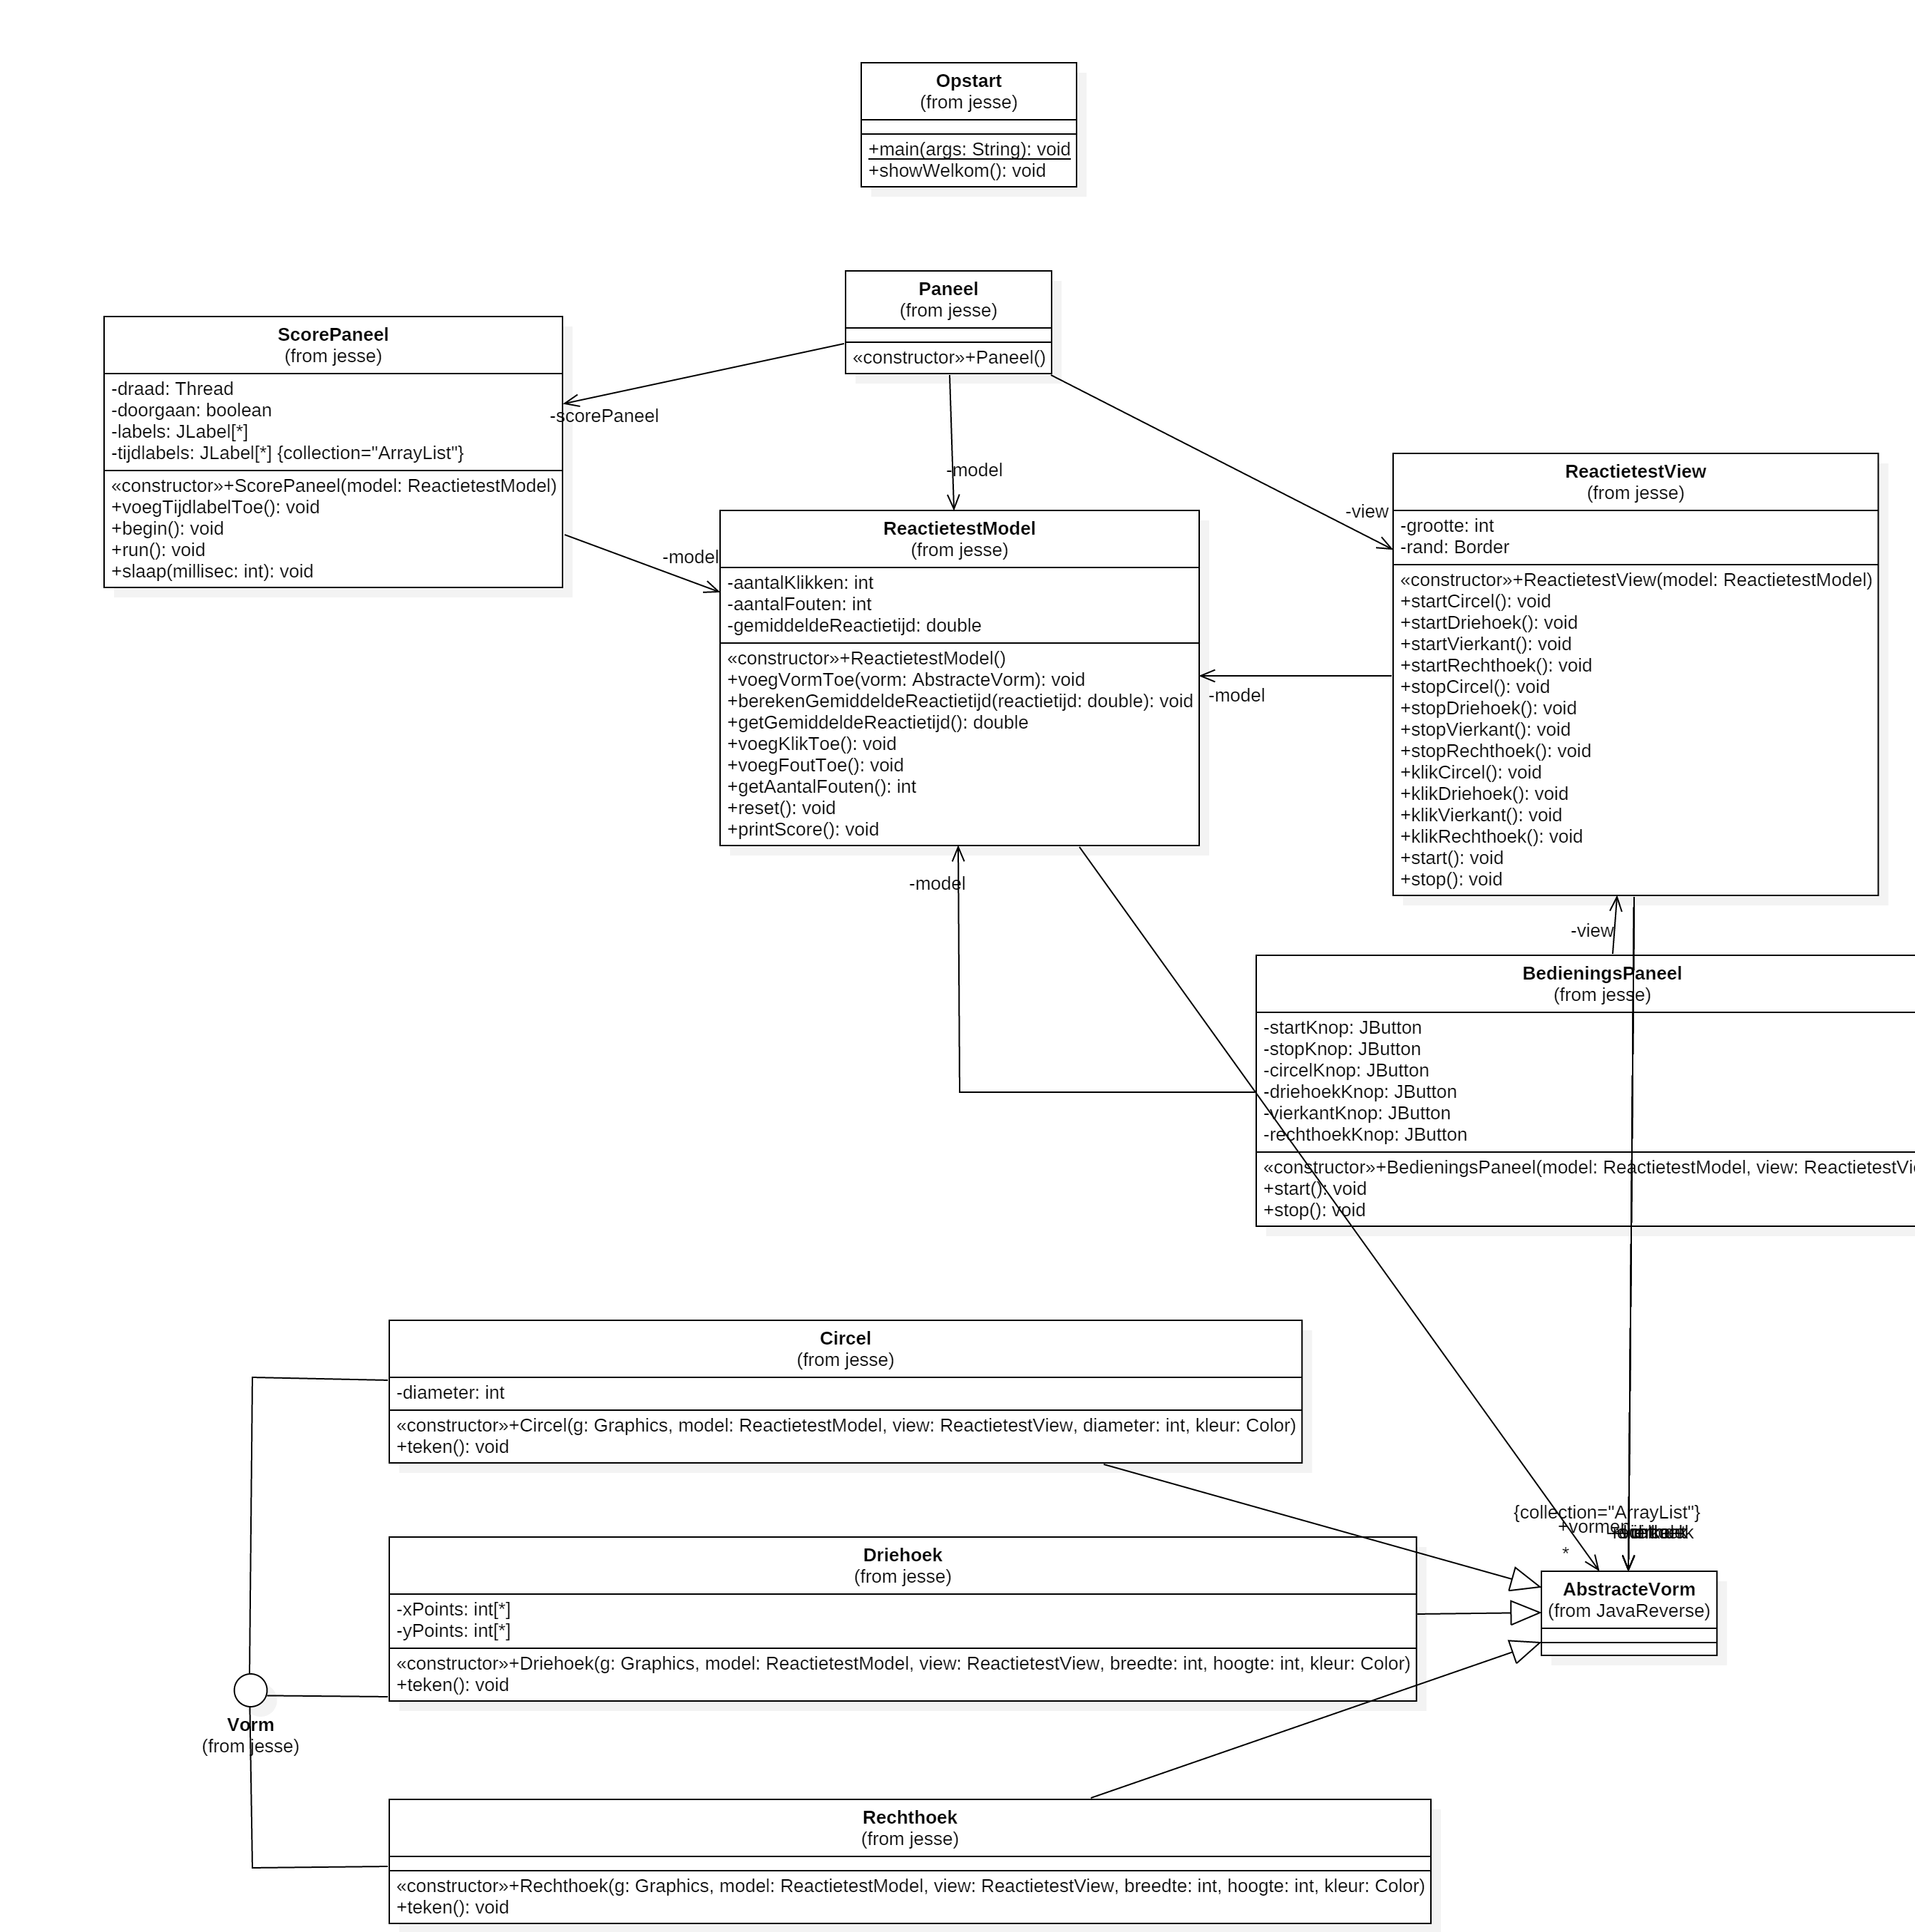 Opstart
(from jesse)
+main(args: String): void
+showWelkom(): void
Paneel
(from jesse)
«constructor»+Paneel()
ScorePaneel
(from jesse)
-draad: Thread
-doorgaan: boolean
-labels: JLabel[*]
-tijdlabels: JLabel[*] {collection="ArrayList"}
«constructor»+ScorePaneel(model: ReactietestModel)
+voegTijdlabelToe(): void
+begin(): void
+run(): void
+slaap(millisec: int): void
-scorePaneel
-model
-view
-model
ReactietestModel
(from jesse)
-aantalKlikken: int
-aantalFouten: int
-gemiddeldeReactietijd: double
«constructor»+ReactietestModel()
+voegVormToe(vorm: AbstracteVorm): void
+berekenGemiddeldeReactietijd(reactietijd: double): void
+getGemiddeldeReactietijd(): double
+voegKlikToe(): void
+voegFoutToe(): void
+getAantalFouten(): int
+reset(): void
+printScore(): void
ReactietestView
(from jesse)
-grootte: int
-rand: Border
«constructor»+ReactietestView(model: ReactietestModel)
+startCircel(): void
+startDriehoek(): void
+startVierkant(): void
+startRechthoek(): void
+stopCircel(): void
+stopDriehoek(): void
+stopVierkant(): void
+stopRechthoek(): void
+klikCircel(): void
+klikDriehoek(): void
+klikVierkant(): void
+klikRechthoek(): void
+start(): void
+stop(): void
-model
-model
-view
BedieningsPaneel
(from jesse)
-startKnop: JButton
-stopKnop: JButton
-circelKnop: JButton
-driehoekKnop: JButton
-vierkantKnop: JButton
-rechthoekKnop: JButton
«constructor»+BedieningsPaneel(model: ReactietestModel, view:
+start(): void
+stop(): void
Circel
(from jesse)
-diameter: int
«constructor»+Circel(g: Graphics, model: ReactietestModel, view: ReactietestView, diameter: int, kleur: Color)
+teken(): void
{collection="ArrayList"}
+vormen
*
AbstracteVorm
(from JavaReverse)
Driehoek
(from jesse)
-xPoints: int[*]
-yPoints: int[*]
«constructor»+Driehoek(g: Graphics, model: ReactietestModel, view: ReactietestView, breedte: int, hoogte: int, kleur: Color)
+teken(): void
Vorm
(from jesse)
Rechthoek
(from jesse)
«constructor»+Rechthoek(g: Graphics, model: ReactietestModel, view: ReactietestView, breedte: int, hoogte: int, kleur: Color)
+teken(): void